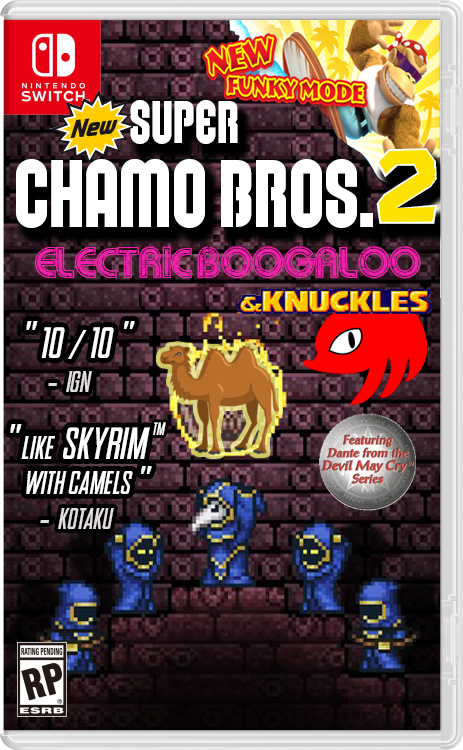 NINTENDO
SWITCH
NEW
FUNKY MODE
New SUPER
CHAMO BROS. 2
ELECTRIC BOOGALOO
&KNUCKLES
" 10 / 10 "
- IGN
"LIKE SKYRIM™
WITH CAMELS "
- KOTAKU
Featuring
Dante from the
Devil May Cry™
Series
RATING PENDING
RP
ESRB